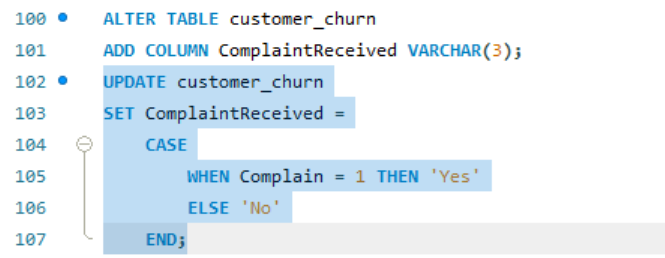 100 ALTER TABLE customer_churn
101 ADD COLUMN ComplaintReceived VARCHAR(3);
102 UPDATE customer_churn
103 SET ComplaintReceived =
104 CASE
105 WHEN Complain = 1 THEN 'Yes'
106 ELSE 'No'
107 END;